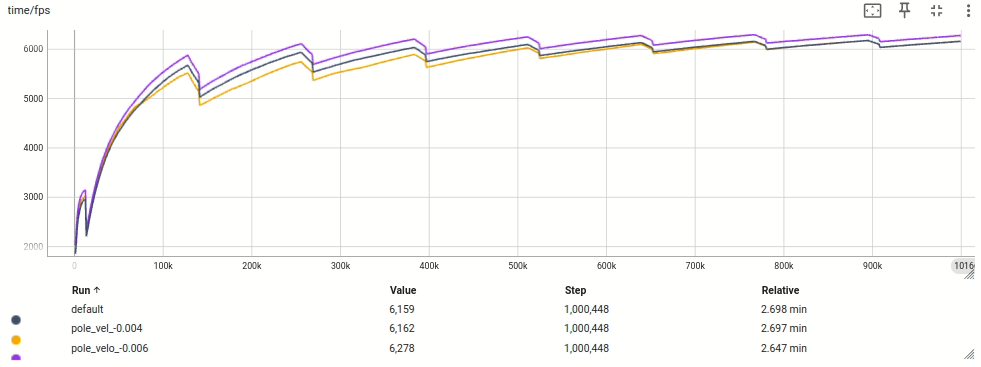 time/fps
6000
5000
4000
3000
2000
0 100k 200k 300k 400k 500k 600k 700k 800k 900k 1016
Run ↑ Value Step Relative
default 6,159 1,000,448 2.698 min
pole_vel_-0.004 6,162 1,000,448 2.697 min
pole_velo_-0.006 6,278 1,000,448 2.647 min